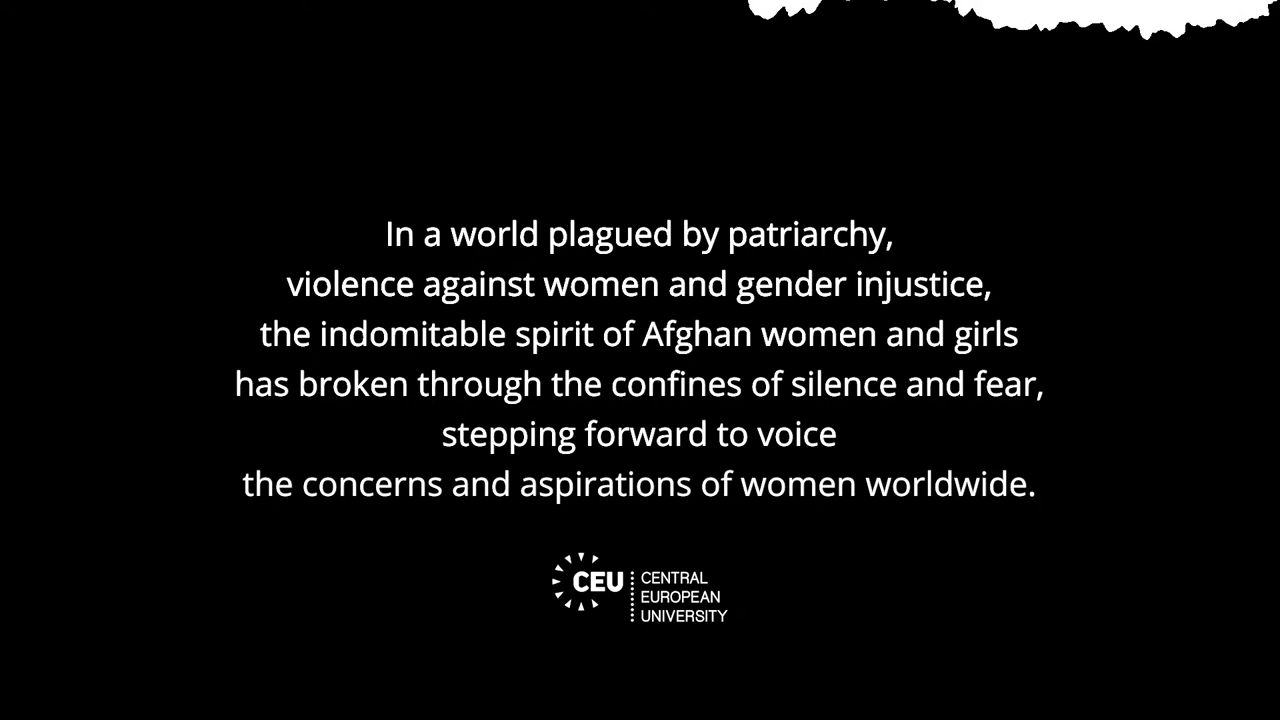 In a world plagued by patriarchy,
violence against women and gender injustice,
the indomitable spirit of Afghan women and girls
has broken through the confines of silence and fear,
stepping forward to voice
the concerns and aspirations of women worldwide.
CEU
CENTRAL
EUROPEAN
UNIVERSITY